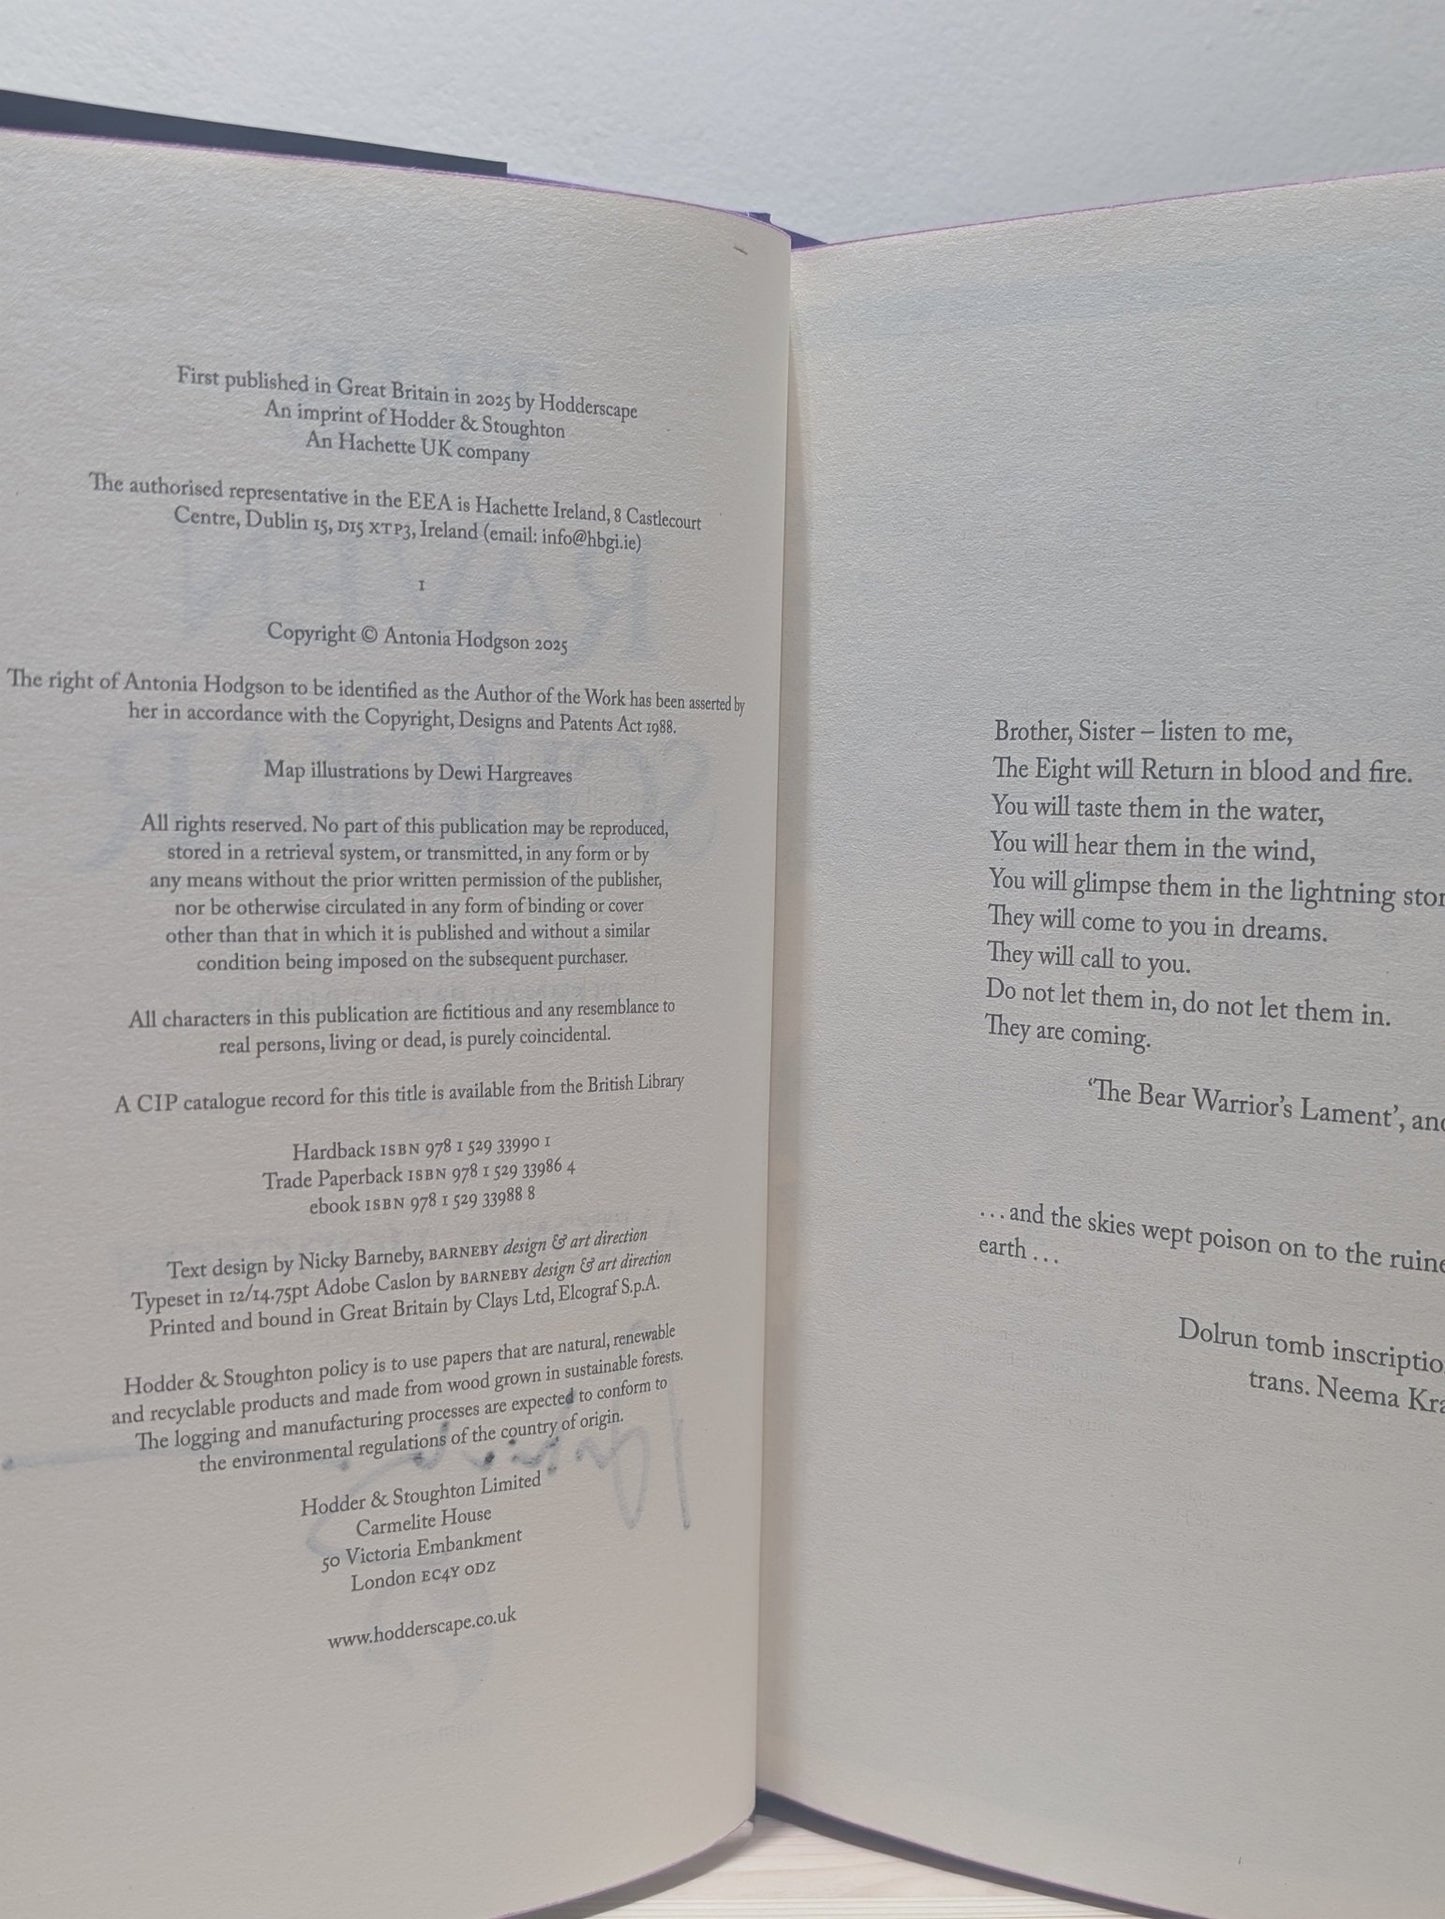 First published in Great Britain in 2025 by Hodderscape
An imprint of Hodder & Stoughton
An Hachette UK company
The authorised representative in the EEA is Hachette Ireland, 8 Castlecourt
Centre, Dublin 15, D15 XTP3, Ireland (email: info@hbgi.ie)
1
Copyright © Antonia Hodgson 2025
The right of Antonia Hodgson to be identified as the Author of the Work has been asserted by
her in accordance with the Copyright, Designs and Patents Act 1988.
Map illustrations by Dewi Hargreaves
All rights reserved. No part of this publication may be reproduced,
stored in a retrieval system, or transmitted, in any form or by
any means without the prior written permission of the publisher,
nor be otherwise circulated in any form of binding or cover
other than that in which it is published and without a similar
condition being imposed on the subsequent purchaser.
All characters in this publication are fictitious and any resemblance to
real persons, living or dead, is purely coincidental.
A CIP catalogue record for this title is available from the British Library
Hardback ISBN 978 1 529 33990 1
Trade Paperback ISBN 978 1 529 33986 4
ebook ISBN 978 1 529 33988 8
Text design by Nicky Barneby, BARNEBY design & art direction
Typeset in 12/14.75pt Adobe Caslon by BARNEBY design & art direction
Printed and bound in Great Britain by Clays Ltd, Elcograf S.p.A.
Hodder & Stoughton policy is to use papers that are natural, renewable
and recyclable products and made from wood grown in sustainable forests.
The logging and manufacturing processes are expected to conform to
the environmental regulations of the country of origin.
Hodder & Stoughton Limited
Carmelite House
50 Victoria Embankment
London EC4Y 0DZ
www.hodderscape.co.uk
Brother, Sister – listen to me,
The Eight will Return in blood and fire.
You will taste them in the water,
You will hear them in the wind,
You will glimpse them in the lightning
They will come to you in dreams.
They will call to you.
Do not let them in, do not let them in.
They are coming.
'The Bear Warrior's Lament',
...and the skies wept poison on to the
earth ...
Dolrun tomb
trans. Neema